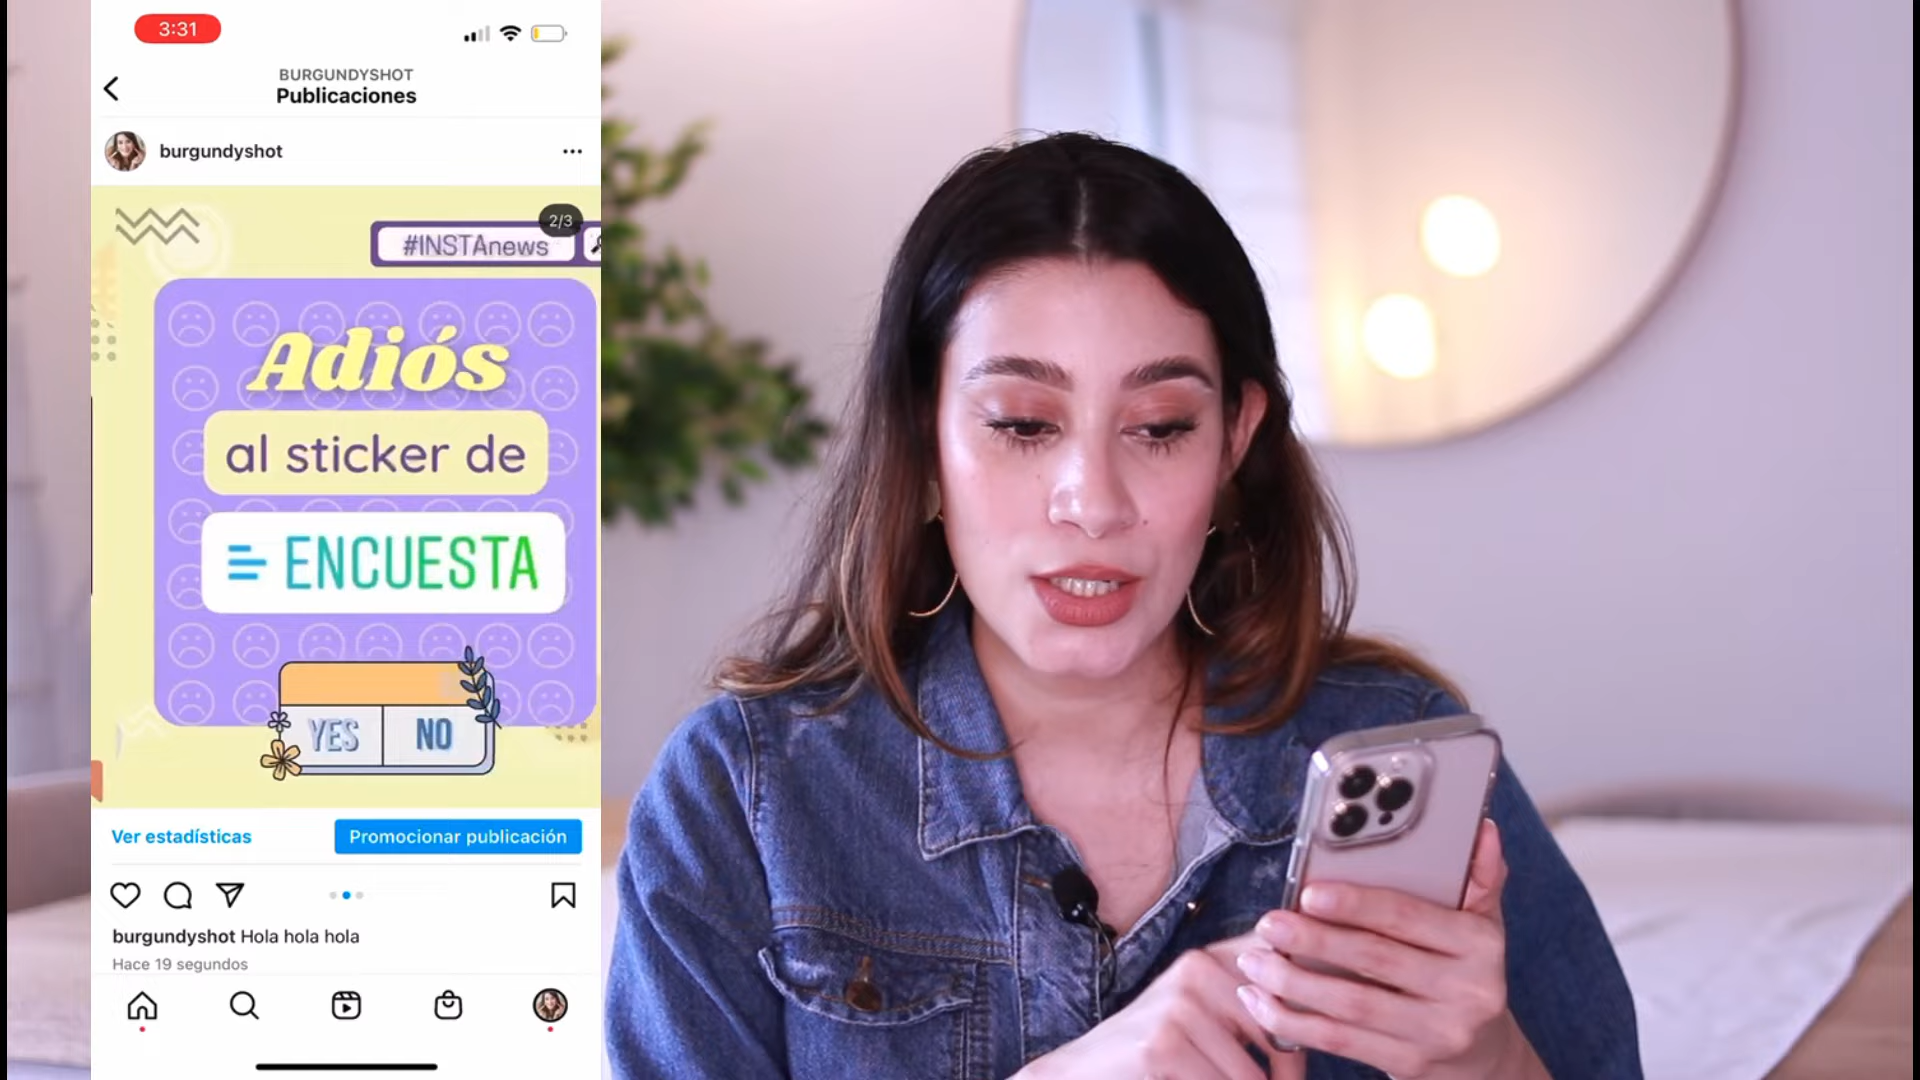 3:31
BURGUNDYSHOT
Publicaciones
burgundyshot
2/3
#INSTAnews
Adiós
al sticker de
ENCUESTA
YES NO
Ver estadísticas
Promocionar publicación
burgundyshot Hola hola hola
Hace 19 segundos